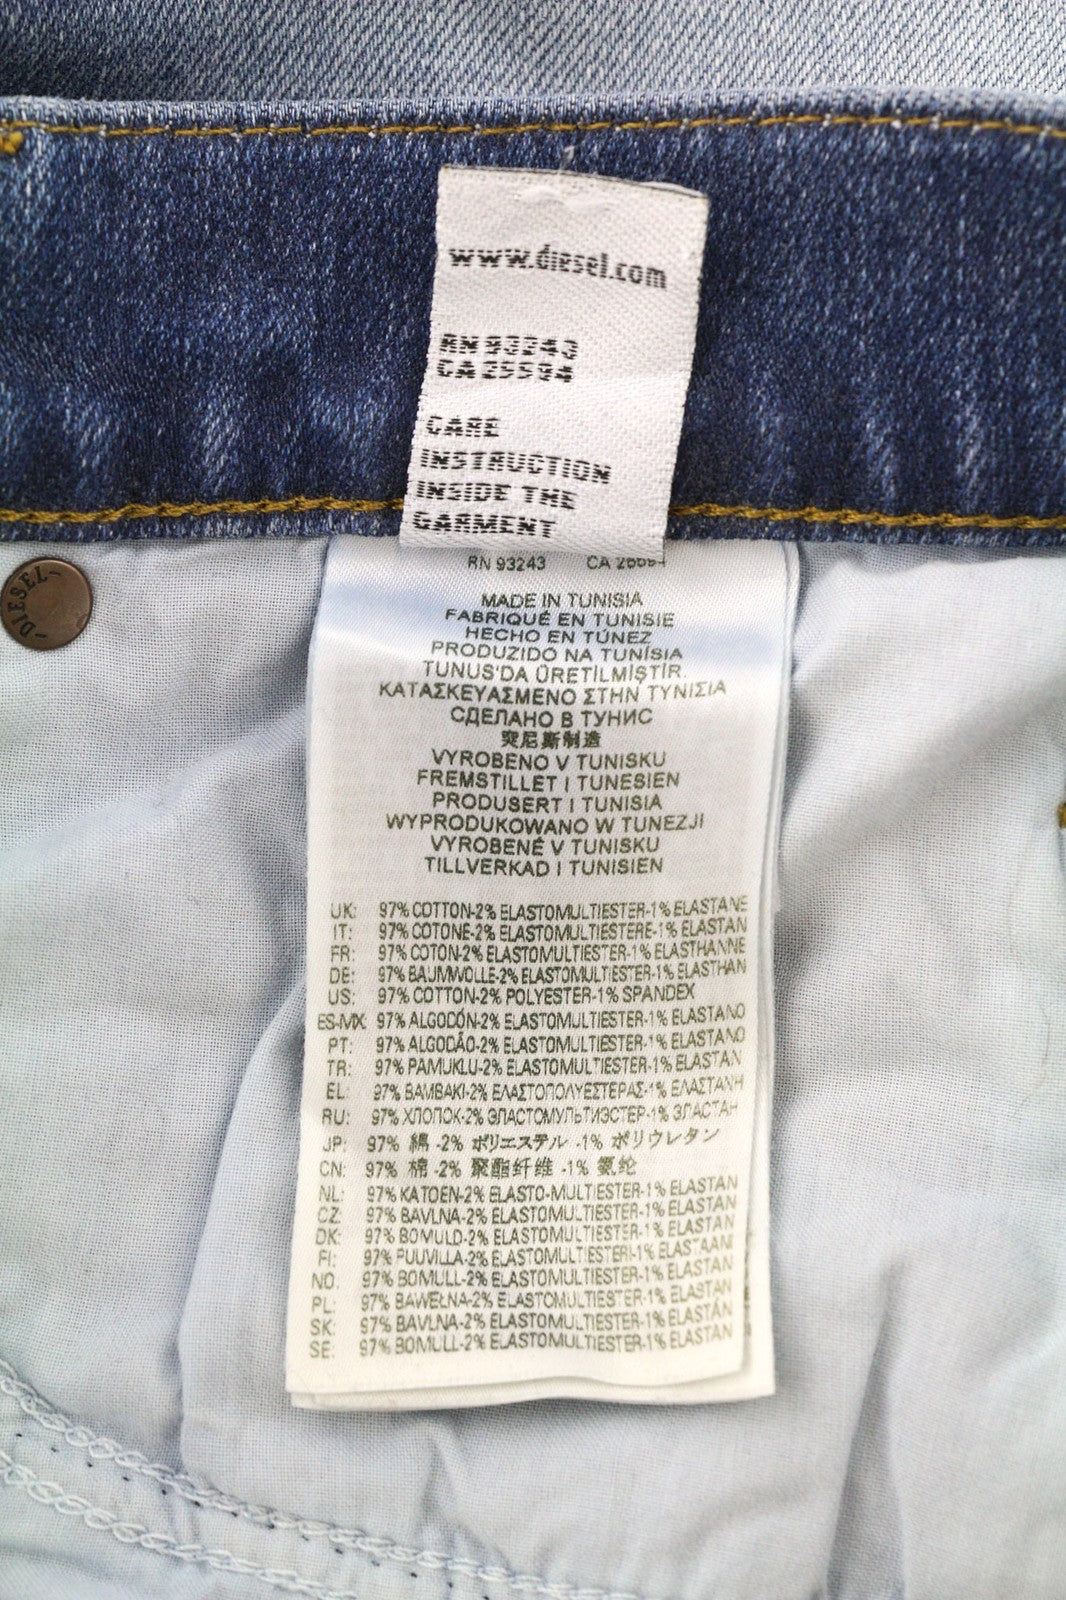 www.diesel.com
RN 93243
CA 25594
CARE
INSTRUCTION
INSIDE THE
GARMENT
DIESEL
RN 93243 CA 25594
MADE IN TUNISIA
FABRIQUÉ EN TUNISIE
HECHO EN TÚNEZ
PRODUZIDO NA TUNÍSIA
TUNUS'DA ÜRETİLMİŞTİR.
ΚΑΤΑΣΚΕΥΑΣΜΕΝΟ ΣΤΗΝ ΤΥΝΙΣΙΑ
СДЕЛАНО В ТУНИС
突尼斯制造
VYROBENO V TUNISKU
FREMSTILLET I TUNESIEN
PRODUSERT I TUNISIA
WYPRODUKOWANO W TUNEZJI
VYROBENÉ V TUNISKU
TILLVERKAD I TUNISIEN
UK: 97% COTTON-2% ELASTOMULTIESTER-1% ELASTANE
IT: 97% COTONE-2% ELASTOMULTIESTERE-1% ELASTAN
FR: 97% COTON-2% ELASTOMULTIESTER-1% ELASTHANNE
DE: 97% BAUMWOLLE-2% ELASTOMULTIESTER-1% ELASTHAN
US: 97% COTTON-2% POLYESTER-1% SPANDEX
ES-MX: 97% ALGODÓN-2% ELASTOMULTIESTER-1% ELASTANO
PT: 97% ALGODÃO-2% ELASTOMULTIESTER-1% ELASTANO
TR: 97% PAMUKLU-2% ELASTOMULTIESTER-1% ELASTAN
EL: 97% ΒΑΜΒΑΚΙ-2% ΕΛΑΣΤΟΠΟΛΥΕΣΤΕΡΑΣ-1% ΕΛΑΣΤΑΝΗ
RU: 97% ХЛОПОК-2% ЭЛАСТОМУЛЬТИЭСТЕР-1% ЭЛАСТАН
JP: 97% 綿 -2% ポリエステル -1% ポリウレタン
CN: 97% 棉 -2% 聚酯纤维 -1% 氨纶
NL: 97% KATOEN-2% ELASTO-MULTIESTER-1% ELASTAN
CZ: 97% BAVLNA-2% ELASTOMULTIESTER-1% ELASTAN
DK: 97% BOMULD-2% ELASTOMULTIESTER-1% ELASTAN
FI: 97% PUUVILLA-2% ELASTOMULTIESTERI-1% ELASTAANI
NO: 97% BOMULL-2% ELASTOMULTIESTER-1% ELASTAN
PL: 97% BAWEŁNA-2% ELASTOMULTIESTER-1% ELASTAN
SK: 97% BAVLNA-2% ELASTOMULTIESTER-1% ELASTÁN
SE: 97% BOMULL-2% ELASTOMULTIESTER-1% ELASTAN